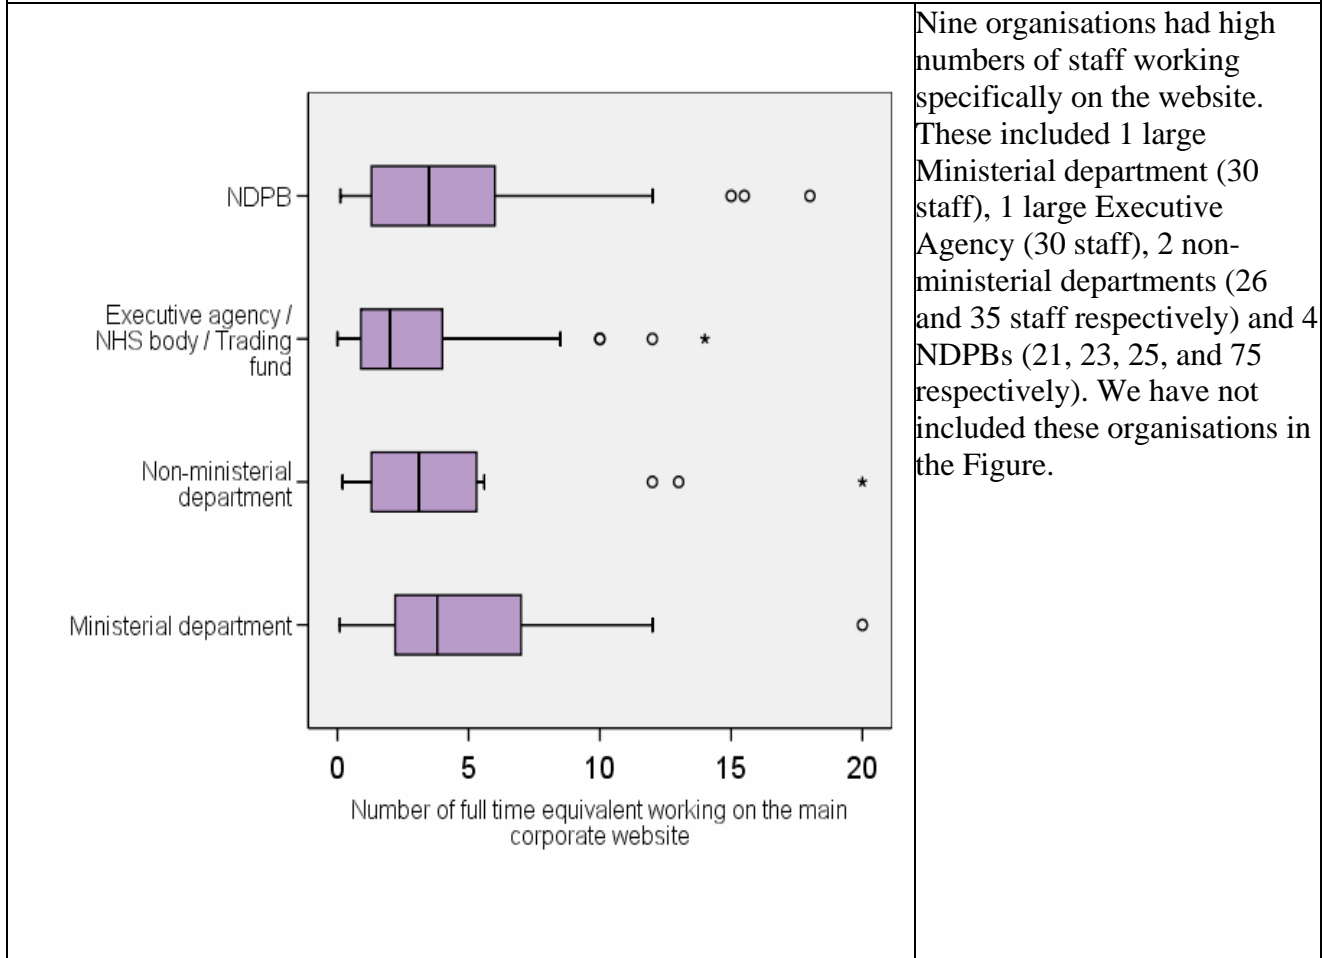 NDPB
Executive agency /
NHS body / Trading
fund
Non-ministerial
department
Ministerial department
0 5 10 15 20
Number of full time equivalent working on the main
corporate website
Nine organisations had high
numbers of staff working
specifically on the website.
These included 1 large
Ministerial department (30
staff), 1 large Executive
Agency (30 staff), 2 non-
ministerial departments (26
and 35 staff respectively) and 4
NDPBs (21, 23, 25, and 75
respectively). We have not
included these organisations in
the Figure.